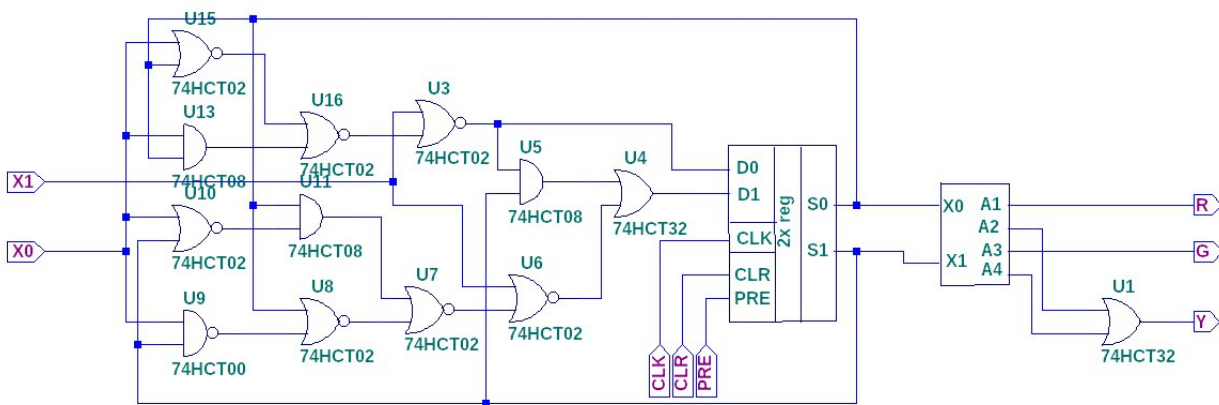 U15
74HCT02
U13
74HCT08
U16
74HCT02
U3
74HCT02
U5
74HCT08
U4
74HCT32
X1
X0
U10
74HCT02
U11
74HCT08
U9
74HCT00
U8
74HCT02
U7
74HCT02
U6
74HCT02
D0
D1
CLK
CLR
PRE
2x reg
S0
S1
CLK
CLR
PRE
X0
X1
A1
A2
A3
A4
R
G
U1
74HCT32
Y